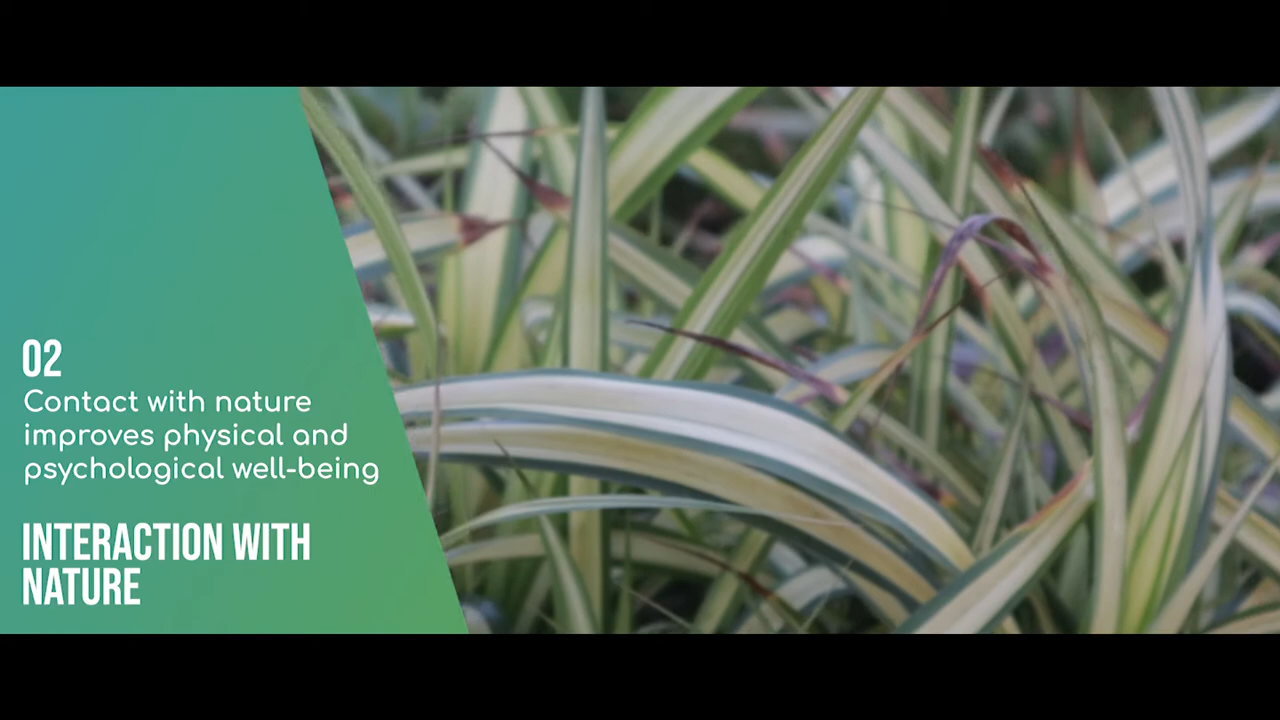 02
Contact with nature
improves physical and
psychological well-being
INTERACTION WITH
NATURE